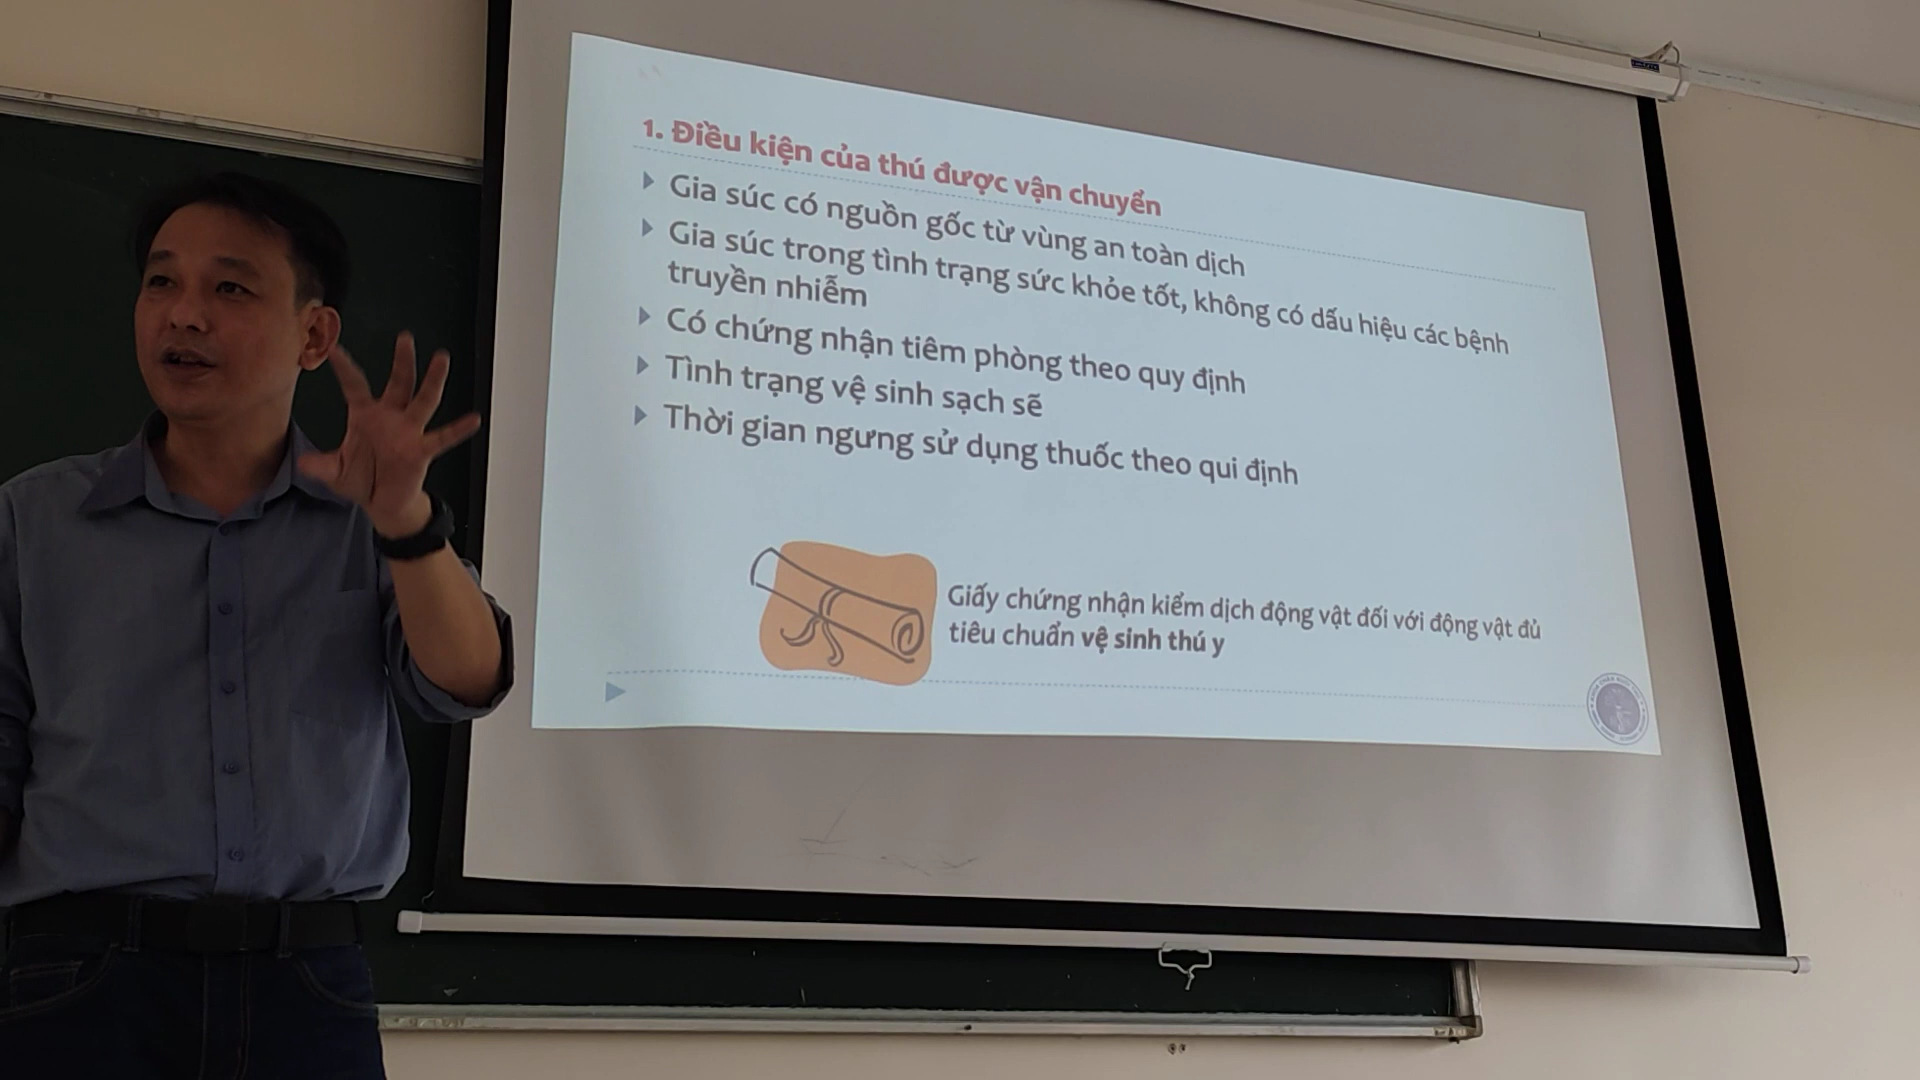 1. Điều kiện của thú được vận chuyển
Gia súc có nguồn gốc từ vùng an toàn dịch
Gia súc trong tình trạng sức khỏe tốt, không có dấu hiệu các bệnh
truyền nhiễm
Có chứng nhận tiêm phòng theo quy định
Tình trạng vệ sinh sạch sẽ
Thời gian ngưng sử dụng thuốc theo qui định
Giấy chứng nhận kiểm dịch động vật đối với động vật đủ
tiêu chuẩn vệ sinh thú y